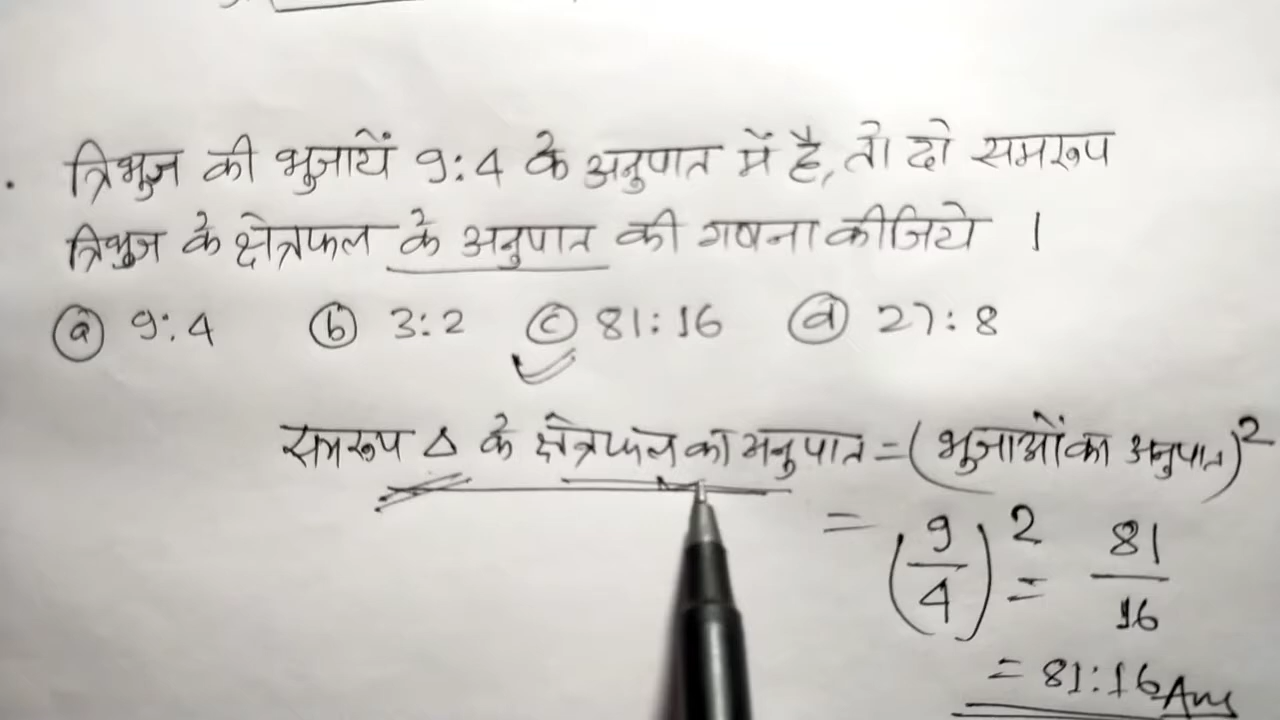 त्रिभुज की भुजायें 9:4 के अनुपात में है, तो दो समरूप
त्रिभुज के क्षेत्रफल के अनुपात की गणना कीजिये ।
(a) 9:4 (b) 3:2 (c) 81:16 (d) 27:8
समरूप Δ के क्षेत्रफल का अनुपात = (भुजाओं का अनुपात)²
= (9/4)² = 81/16
= 81:16 Ans